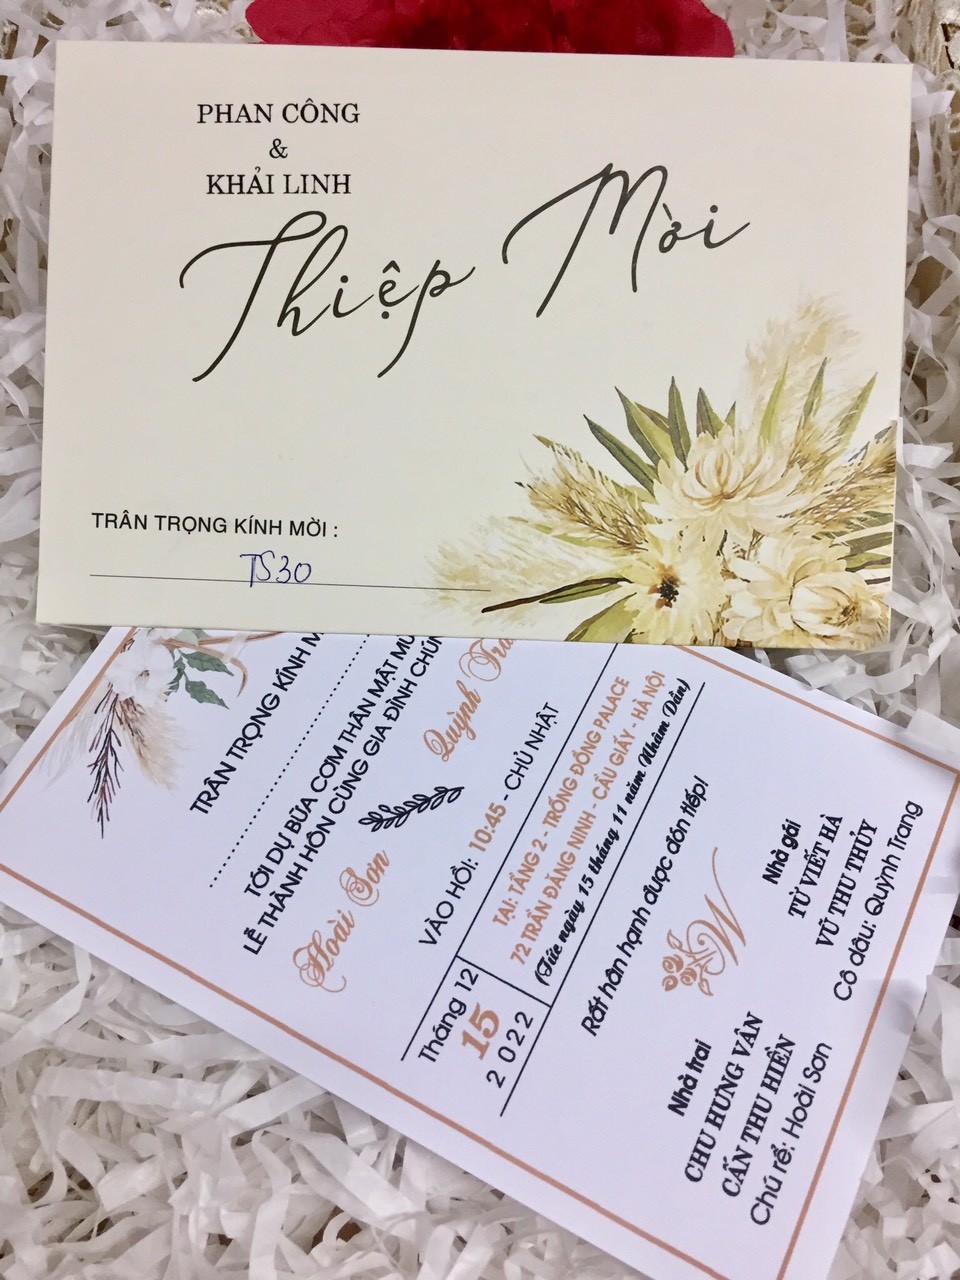 PHAN CÔNG
&
KHẢI LINH
Thiệp Mời
TRÂN TRỌNG KÍNH MỜI :
TS30
TRÂN TRỌNG KÍNH
TỚI DỰ BỮA CƠM THÂN MẬT
LỄ THÀNH HÔN CÙNG GIA ĐÌNH
Hoài Sơn
Quỳnh
VÀO HỒI: 10:45 - CHỦ NHẬT
Tháng 12
15
2022
TẠI: TẦNG 2 - TRỐNG ĐỒNG PALACE
72 TRẦN ĐĂNG NINH - CẦU GIẤY - HÀ NỘI
(Tức ngày 15 tháng 11 năm Nhâm Dần)
Rất hân hạnh được đón tiếp!
W
Nhà trai
CHU HƯNG VÂN
CẤN THU HIỀN
Chú rể: Hoài Sơn
Nhà gái
TỪ VIẾT HÀ
VŨ THU THỦY
Cô dâu: Quỳnh Trang